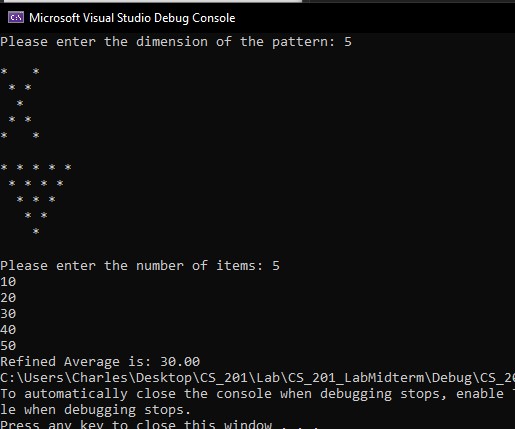 Microsoft Visual Studio Debug Console
Please enter the dimension of the pattern: 5
*   *
 * *
  *
 * *
*   *
* * * * *
 * * * *
  * * *
   * *
    *
Please enter the number of items: 5
10
20
30
40
50
Refined Average is: 30.00
C:\Users\Charles\Desktop\CS_201\Lab\CS_201_LabMidterm\Debug\CS_20
To automatically close the console when debugging stops, enable T
le when debugging stops.
Press any key to close this window . . .